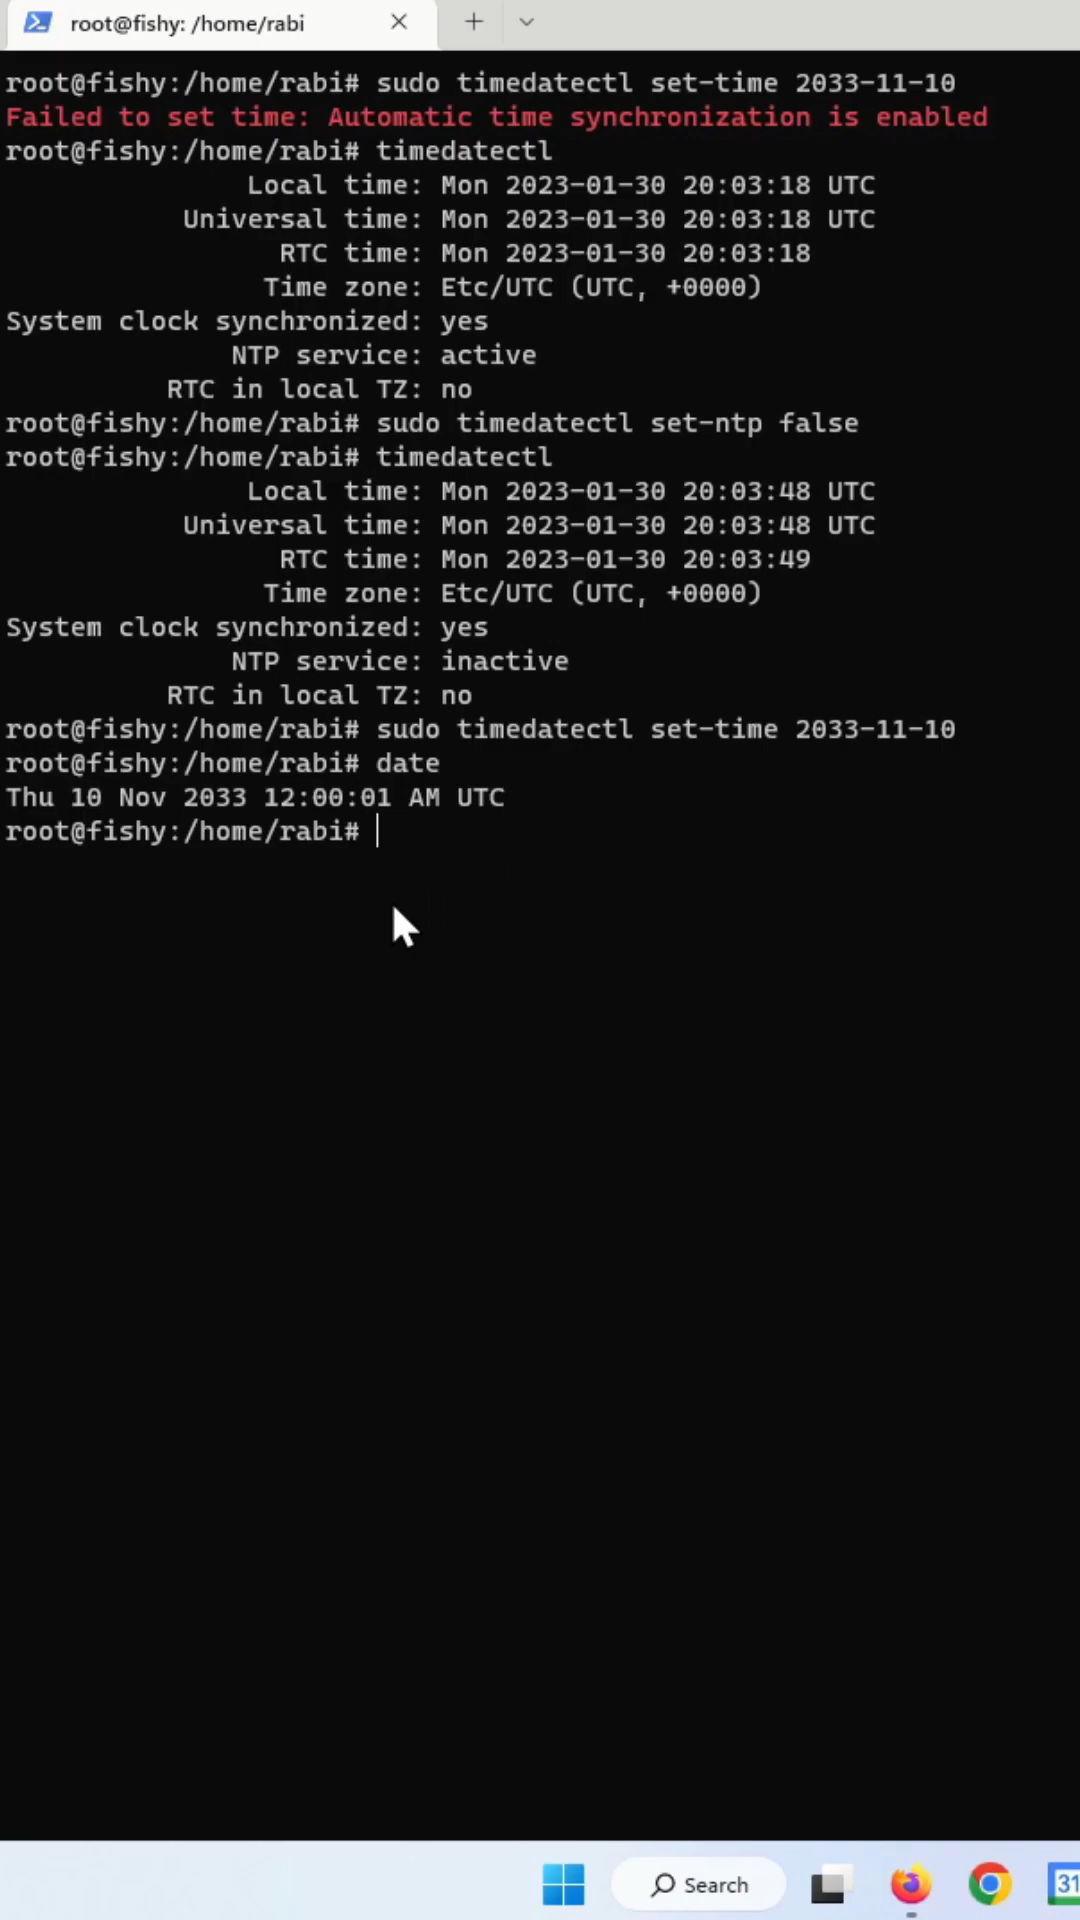 root@fishy: /home/rabi
root@fishy:/home/rabi# sudo timedatectl set-time 2033-11-10
Failed to set time: Automatic time synchronization is enabled
root@fishy:/home/rabi# timedatectl
Local time: Mon 2023-01-30 20:03:18 UTC
Universal time: Mon 2023-01-30 20:03:18 UTC
RTC time: Mon 2023-01-30 20:03:18
Time zone: Etc/UTC (UTC, +0000)
System clock synchronized: yes
NTP service: active
RTC in local TZ: no
root@fishy:/home/rabi# sudo timedatectl set-ntp false
root@fishy:/home/rabi# timedatectl
Local time: Mon 2023-01-30 20:03:48 UTC
Universal time: Mon 2023-01-30 20:03:48 UTC
RTC time: Mon 2023-01-30 20:03:49
Time zone: Etc/UTC (UTC, +0000)
System clock synchronized: yes
NTP service: inactive
RTC in local TZ: no
root@fishy:/home/rabi# sudo timedatectl set-time 2033-11-10
root@fishy:/home/rabi# date
Thu 10 Nov 2033 12:00:01 AM UTC
root@fishy:/home/rabi#
Search
31